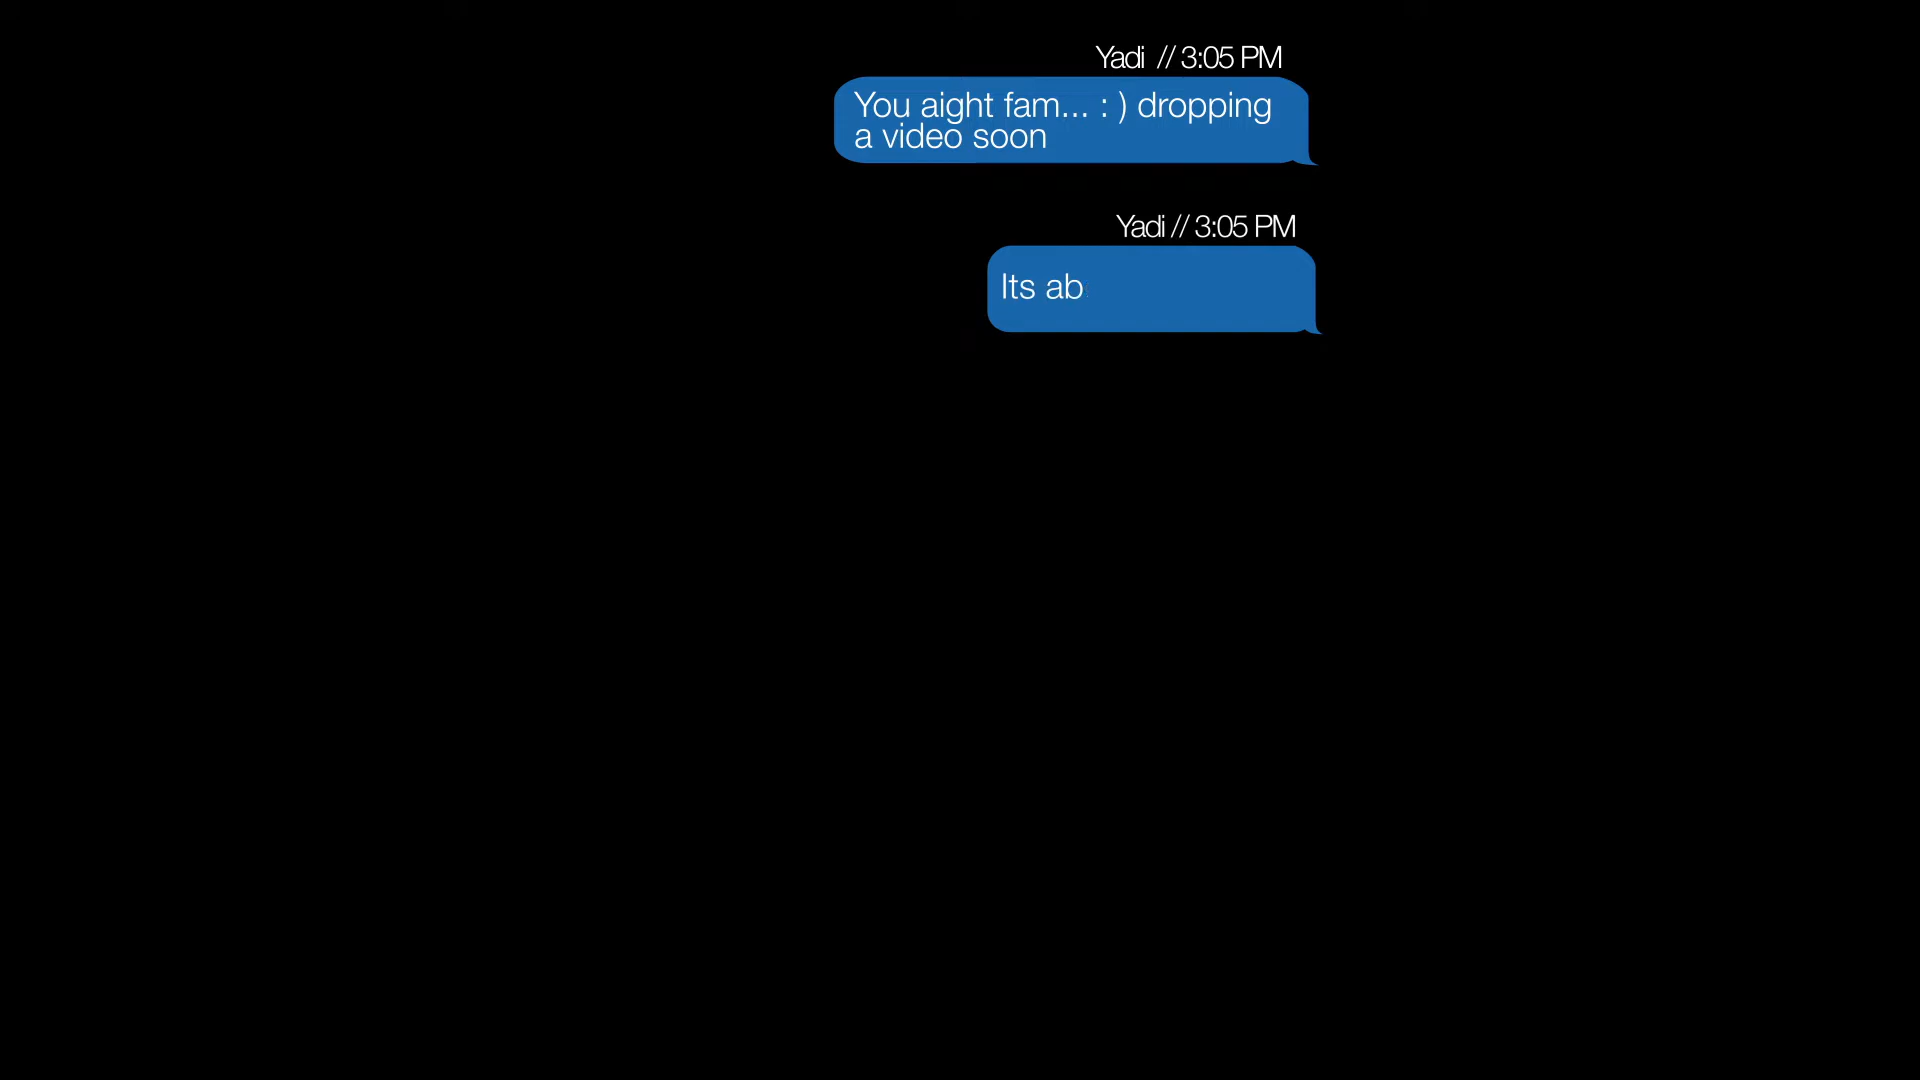 Yadi // 3:05 PM
You aight fam... : ) dropping
a video soon
Yadi // 3:05 PM
Its ab